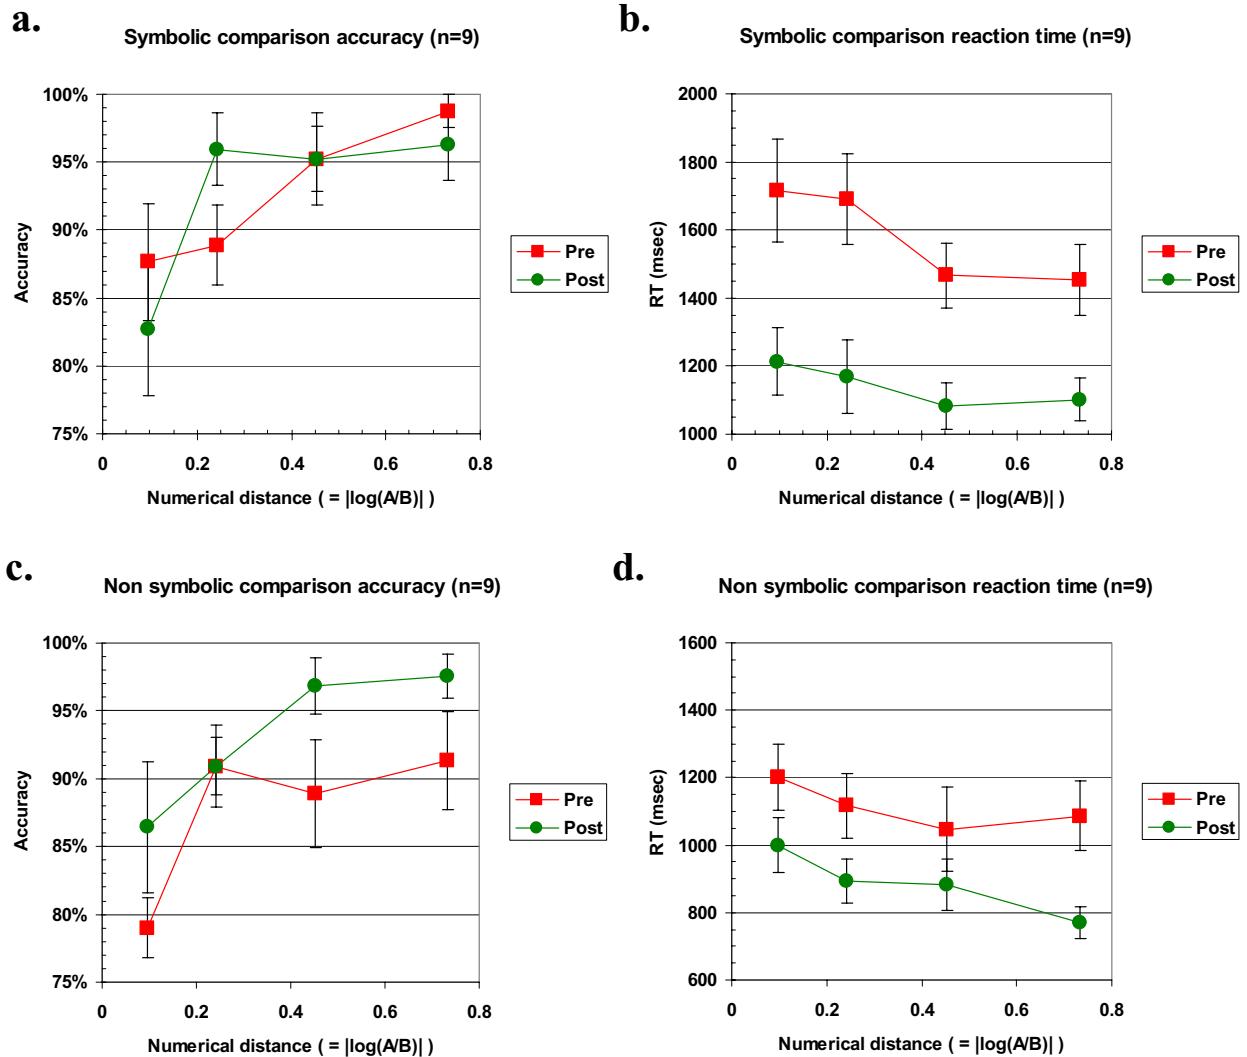 a.
Symbolic comparison accuracy (n=9)
100%
95%
90%
85%
80%
75%
Accuracy
0 0.2 0.4 0.6 0.8
Numerical distance ( = |log(A/B)| )
Pre
Post
b.
Symbolic comparison reaction time (n=9)
2000
1800
1600
1400
1200
1000
RT (msec)
0 0.2 0.4 0.6 0.8
Numerical distance ( = |log(A/B)| )
Pre
Post
c.
Non symbolic comparison accuracy (n=9)
100%
95%
90%
85%
80%
75%
Accuracy
0 0.2 0.4 0.6 0.8
Numerical distance ( = |log(A/B)| )
Pre
Post
d.
Non symbolic comparison reaction time (n=9)
1600
1400
1200
1000
800
600
RT (msec)
0 0.2 0.4 0.6 0.8
Numerical distance ( = |log(A/B)| )
Pre
Post